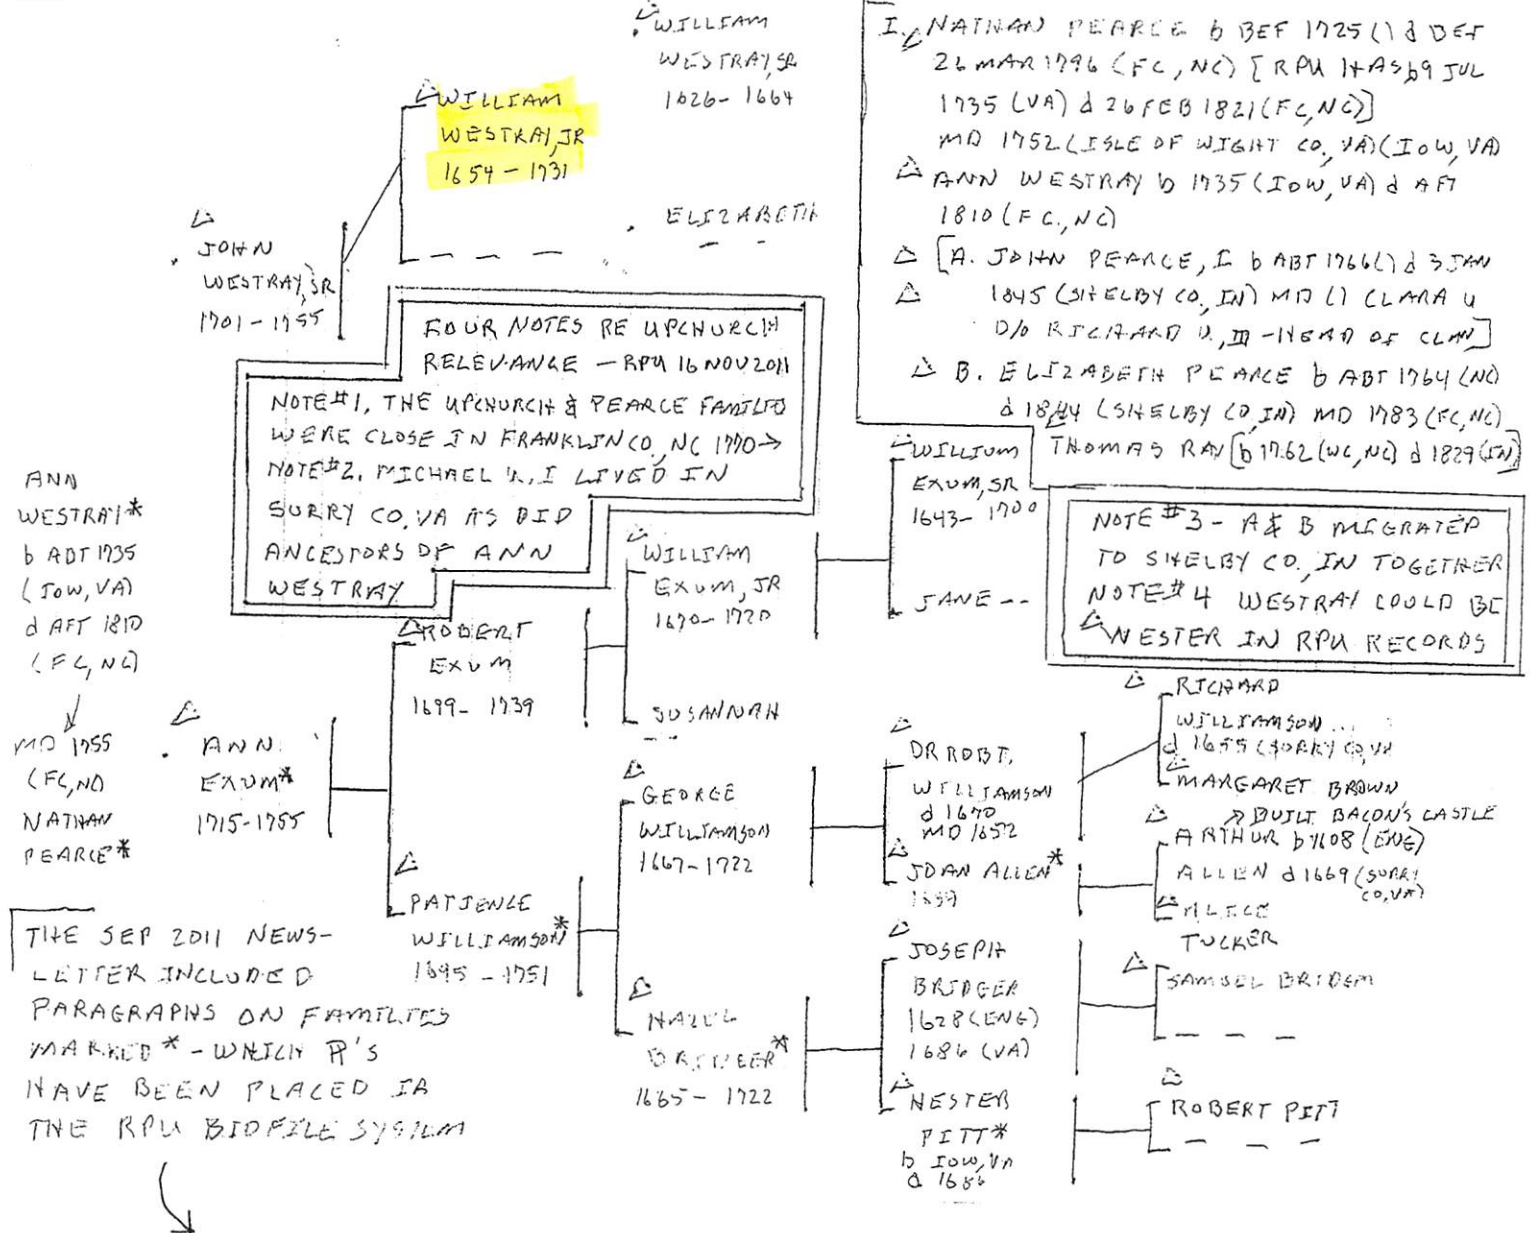 WILLIAM
WESTRAY, SR
1626- 1664
WILLIAM
WESTRAY, JR
1654 - 1731
ELIZABETH
JOHN
WESTRAY, SR
1701 - 1755
I. NATHAN PEARCE b BEF 1725 () d BEF
26 MAR 1796 (FC, NC) [RPU HAS b 9 JUL
1735 (VA) d 26 FEB 1821 (FC, NC)]
MD 1752 (ISLE OF WIGHT CO., VA) (IOW, VA)
ANN WESTRAY b 1735 (IOW, VA) d AFT
1810 (FC., NC)
[A. JOHN PEARCE, I b ABT 1766 () d 3 JAN
1845 (SHELBY CO, IN) MD () CLARA U
D/O RICHARD U, III - HEAD OF CLAN]
B. ELIZABETH PEARCE b ABT 1764 (NC)
d 1844 (SHELBY CO, IN) MD 1783 (FC, NC)
THOMAS RAY [b 1762 (WC, NC) d 1829 (IN)]
FOUR NOTES RE UPCHURCH
RELEVANCE - RPU 16 NOV 2011
NOTE #1, THE UPCHURCH & PEARCE FAMILIES
WERE CLOSE IN FRANKLIN CO, NC 1770 →
NOTE #2, MICHAEL U, I LIVED IN
SURRY CO, VA AS DID
ANCESTORS OF ANN
WESTRAY
NOTE #3 - A & B MIGRATED
TO SHELBY CO., IN TOGETHER
NOTE #4 WESTRAY COULD BE
WESTER IN RPU RECORDS
ANN
WESTRAY*
b ABT 1735
(IOW, VA)
d AFT 1810
(FC, NC)
MD 1755
(FC, NC)
NATHAN
PEARCE*
ANN
EXUM*
1715-1755
ROBERT
EXUM
1699- 1739
PATIENCE
WILLIAMSON*
1695 - 1751
WILLIAM
EXUM, JR
1670- 1720
SUSANNAH
GEORGE
WILLIAMSON
1667- 1722
BRIDGER*
1665- 1722
WILLIUM
EXUM, SR
1643- 1700
JANE --
DR ROBT,
WILLIAMSON
d 1670
MD 1652
JOAN ALLEN*
JOSEPH
BRIDGER
1628 (ENG)
1686 (VA)
HESTER
PITT*
b IOW, VA
d 1686
RICHARD
WILLIAMSON
d 1655 (SURRY CO, VA
MARGARET BROWN
→ BUILT BACON'S CASTLE
ARTHUR b 1608 (ENG)
ALLEN d 1669 (SURRY
CO, VA)
ALICE
TUCKER
SAMUEL BRIDGER
ROBERT PITT
THE SEP 2011 NEWS-
LETTER INCLUDED
PARAGRAPHS ON FAMILIES
MARKED * - WHICH ¶'S
HAVE BEEN PLACED IN
THE RPU BIOFILE SYSTEM